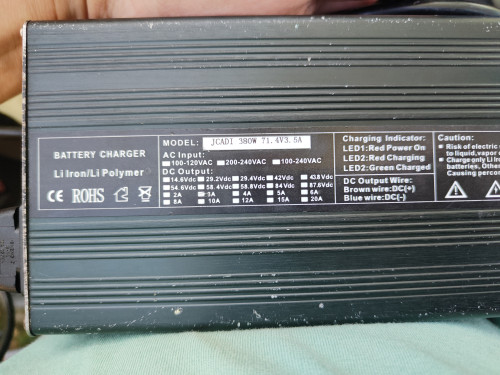 BATTERY CHARGER
Li Iron/Li Polymer
CE ROHS
MODEL: JCADI 380W 71.4V3.5A
AC Input:
100-120VAC 200-240VAC 100-240VAC
DC Output:
14.6Vdc 29.2Vdc 29.4Vdc 42Vdc 43.8Vdc
54.6Vdc 58.4Vdc 58.8Vdc 84Vdc 87.6Vdc
2A 3A 4A 5A 6A
8A 10A 12A 15A 20A
Charging Indicator:
LED1:Red Power On
LED2:Red Charging
LED2:Green Charged
DC Output Wire:
Brown wire:DC(+)
Blue wire:DC(-)
Caution:
Risk of electric
to liquid,vapor
Charge only Li Iron
batteries, Other
Causing person